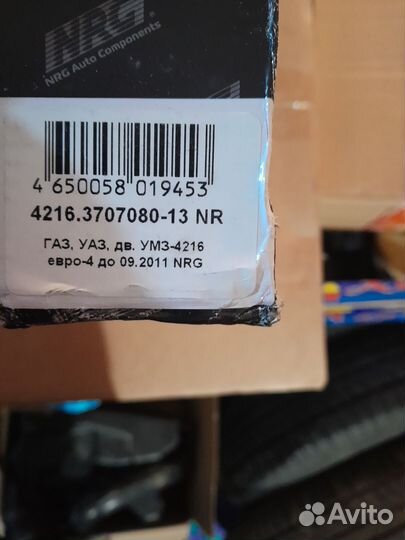 NRG
NRG Auto Components
4 650058 019453
4216.3707080-13 NR
ГАЗ, УАЗ, дв. УМЗ-4216
евро-4 до 09.2011 NRG
Avito